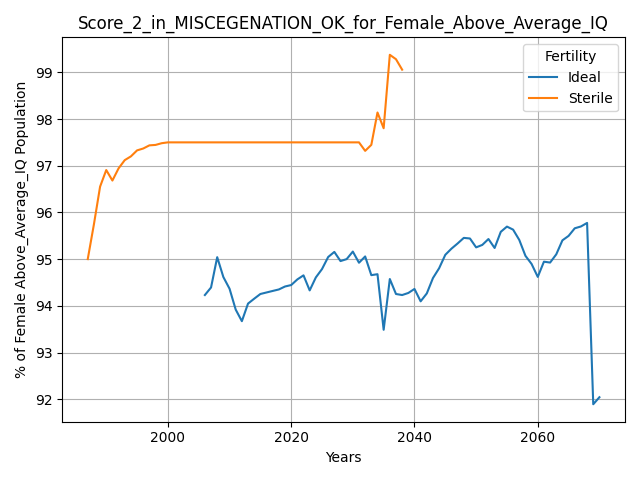 Score_2_in_MISCEGENATION_OK_for_Female_Above_Average_IQ
Fertility
Ideal
Sterile
% of Female Above_Average_IQ Population
99
98
97
96
95
94
93
92
2000
2020
2040
2060
Years